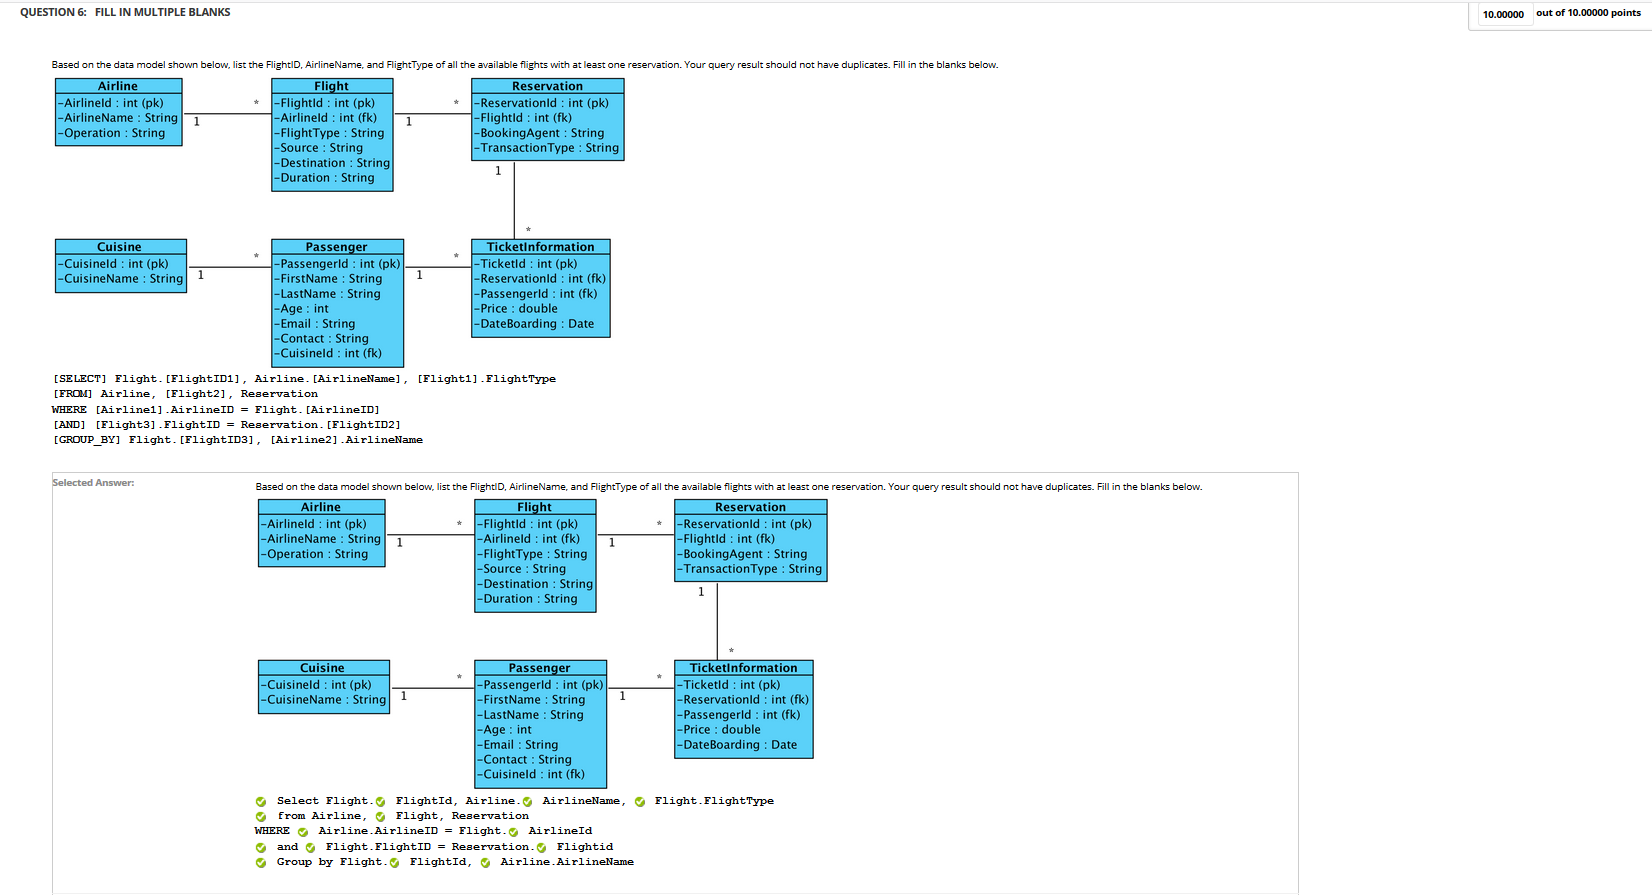 QUESTION 6: FILL IN MULTIPLE BLANKS
10.00000 out of 10.00000 points
Based on the data model shown below, list the FlightID, AirlineName, and FlightType of all the available flights with at least one reservation. Your query result should not have duplicates. Fill in the blanks below.
Airline
-AirlineId : int (pk)
-AirlineName : String
-Operation : String
1
*
Flight
-FlightId : int (pk)
-AirlineId : int (fk)
-FlightType : String
-Source : String
-Destination : String
-Duration : String
1
*
Reservation
-ReservationId : int (pk)
-FlightId : int (fk)
-BookingAgent : String
-TransactionType : String
1
*
Cuisine
-CuisineId : int (pk)
-CuisineName : String
1
*
Passenger
-PassengerId : int (pk)
-FirstName : String
-LastName : String
-Age : int
-Email : String
-Contact : String
-CuisineId : int (fk)
1
*
TicketInformation
-TicketId : int (pk)
-ReservationId : int (fk)
-PassengerId : int (fk)
-Price : double
-DateBoarding : Date
[SELECT] Flight.[FlightID1], Airline.[AirlineName], [Flight1].FlightType
[FROM] Airline, [Flight2], Reservation
WHERE [Airline1].AirlineID = Flight.[AirlineID]
[AND] [Flight3].FlightID = Reservation.[FlightID2]
[GROUP_BY] Flight.[FlightID3], [Airline2].AirlineName
Selected Answer:
Based on the data model shown below, list the FlightID, AirlineName, and FlightType of all the available flights with at least one reservation. Your query result should not have duplicates. Fill in the blanks below.
Airline
-AirlineId : int (pk)
-AirlineName : String
-Operation : String
1
*
Flight
-FlightId : int (pk)
-AirlineId : int (fk)
-FlightType : String
-Source : String
-Destination : String
-Duration : String
1
*
Reservation
-ReservationId : int (pk)
-FlightId : int (fk)
-BookingAgent : String
-TransactionType : String
1
*
Cuisine
-CuisineId : int (pk)
-CuisineName : String
1
*
Passenger
-PassengerId : int (pk)
-FirstName : String
-LastName : String
-Age : int
-Email : String
-Contact : String
-CuisineId : int (fk)
1
*
TicketInformation
-TicketId : int (pk)
-ReservationId : int (fk)
-PassengerId : int (fk)
-Price : double
-DateBoarding : Date
Select Flight. FlightId, Airline. AirlineName, Flight.FlightType
from Airline, Flight, Reservation
WHERE Airline.AirlineID = Flight. AirlineId
and Flight.FlightID = Reservation. Flightid
Group by Flight. FlightId, Airline.AirlineName